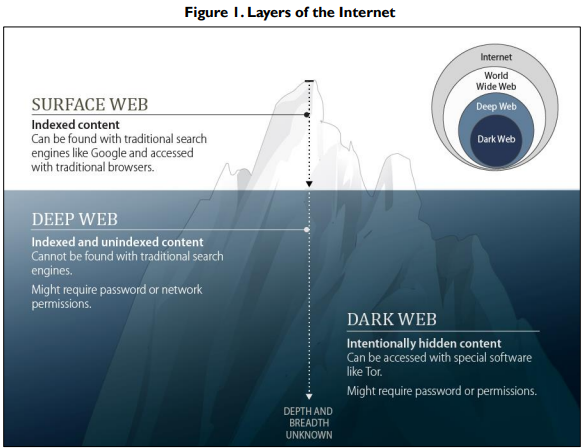 Figure 1. Layers of the Internet
SURFACE WEB
Indexed content
Can be found with traditional search
engines like Google and accessed
with traditional browsers.
Internet
World
Wide Web
Deep Web
Dark Web
DEEP WEB
Indexed and unindexed content
Cannot be found with traditional search
engines.
Might require password or network
permissions.
DARK WEB
Intentionally hidden content
Can be accessed with special software
like Tor.
Might require password or permissions.
DEPTH AND
BREADTH
UNKNOWN